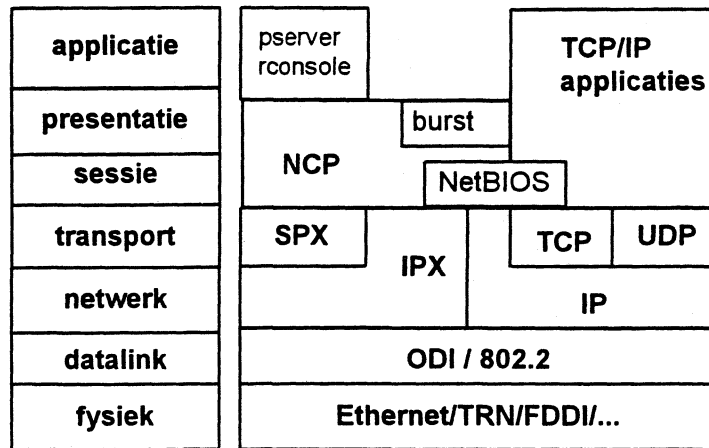 applicatie
presentatie
sessie
transport
netwerk
datalink
fysiek
pserver
rconsole
TCP/IP
applicaties
burst
NCP
NetBIOS
SPX
IPX
TCP
UDP
IP
ODI / 802.2
Ethernet/TRN/FDDI/...